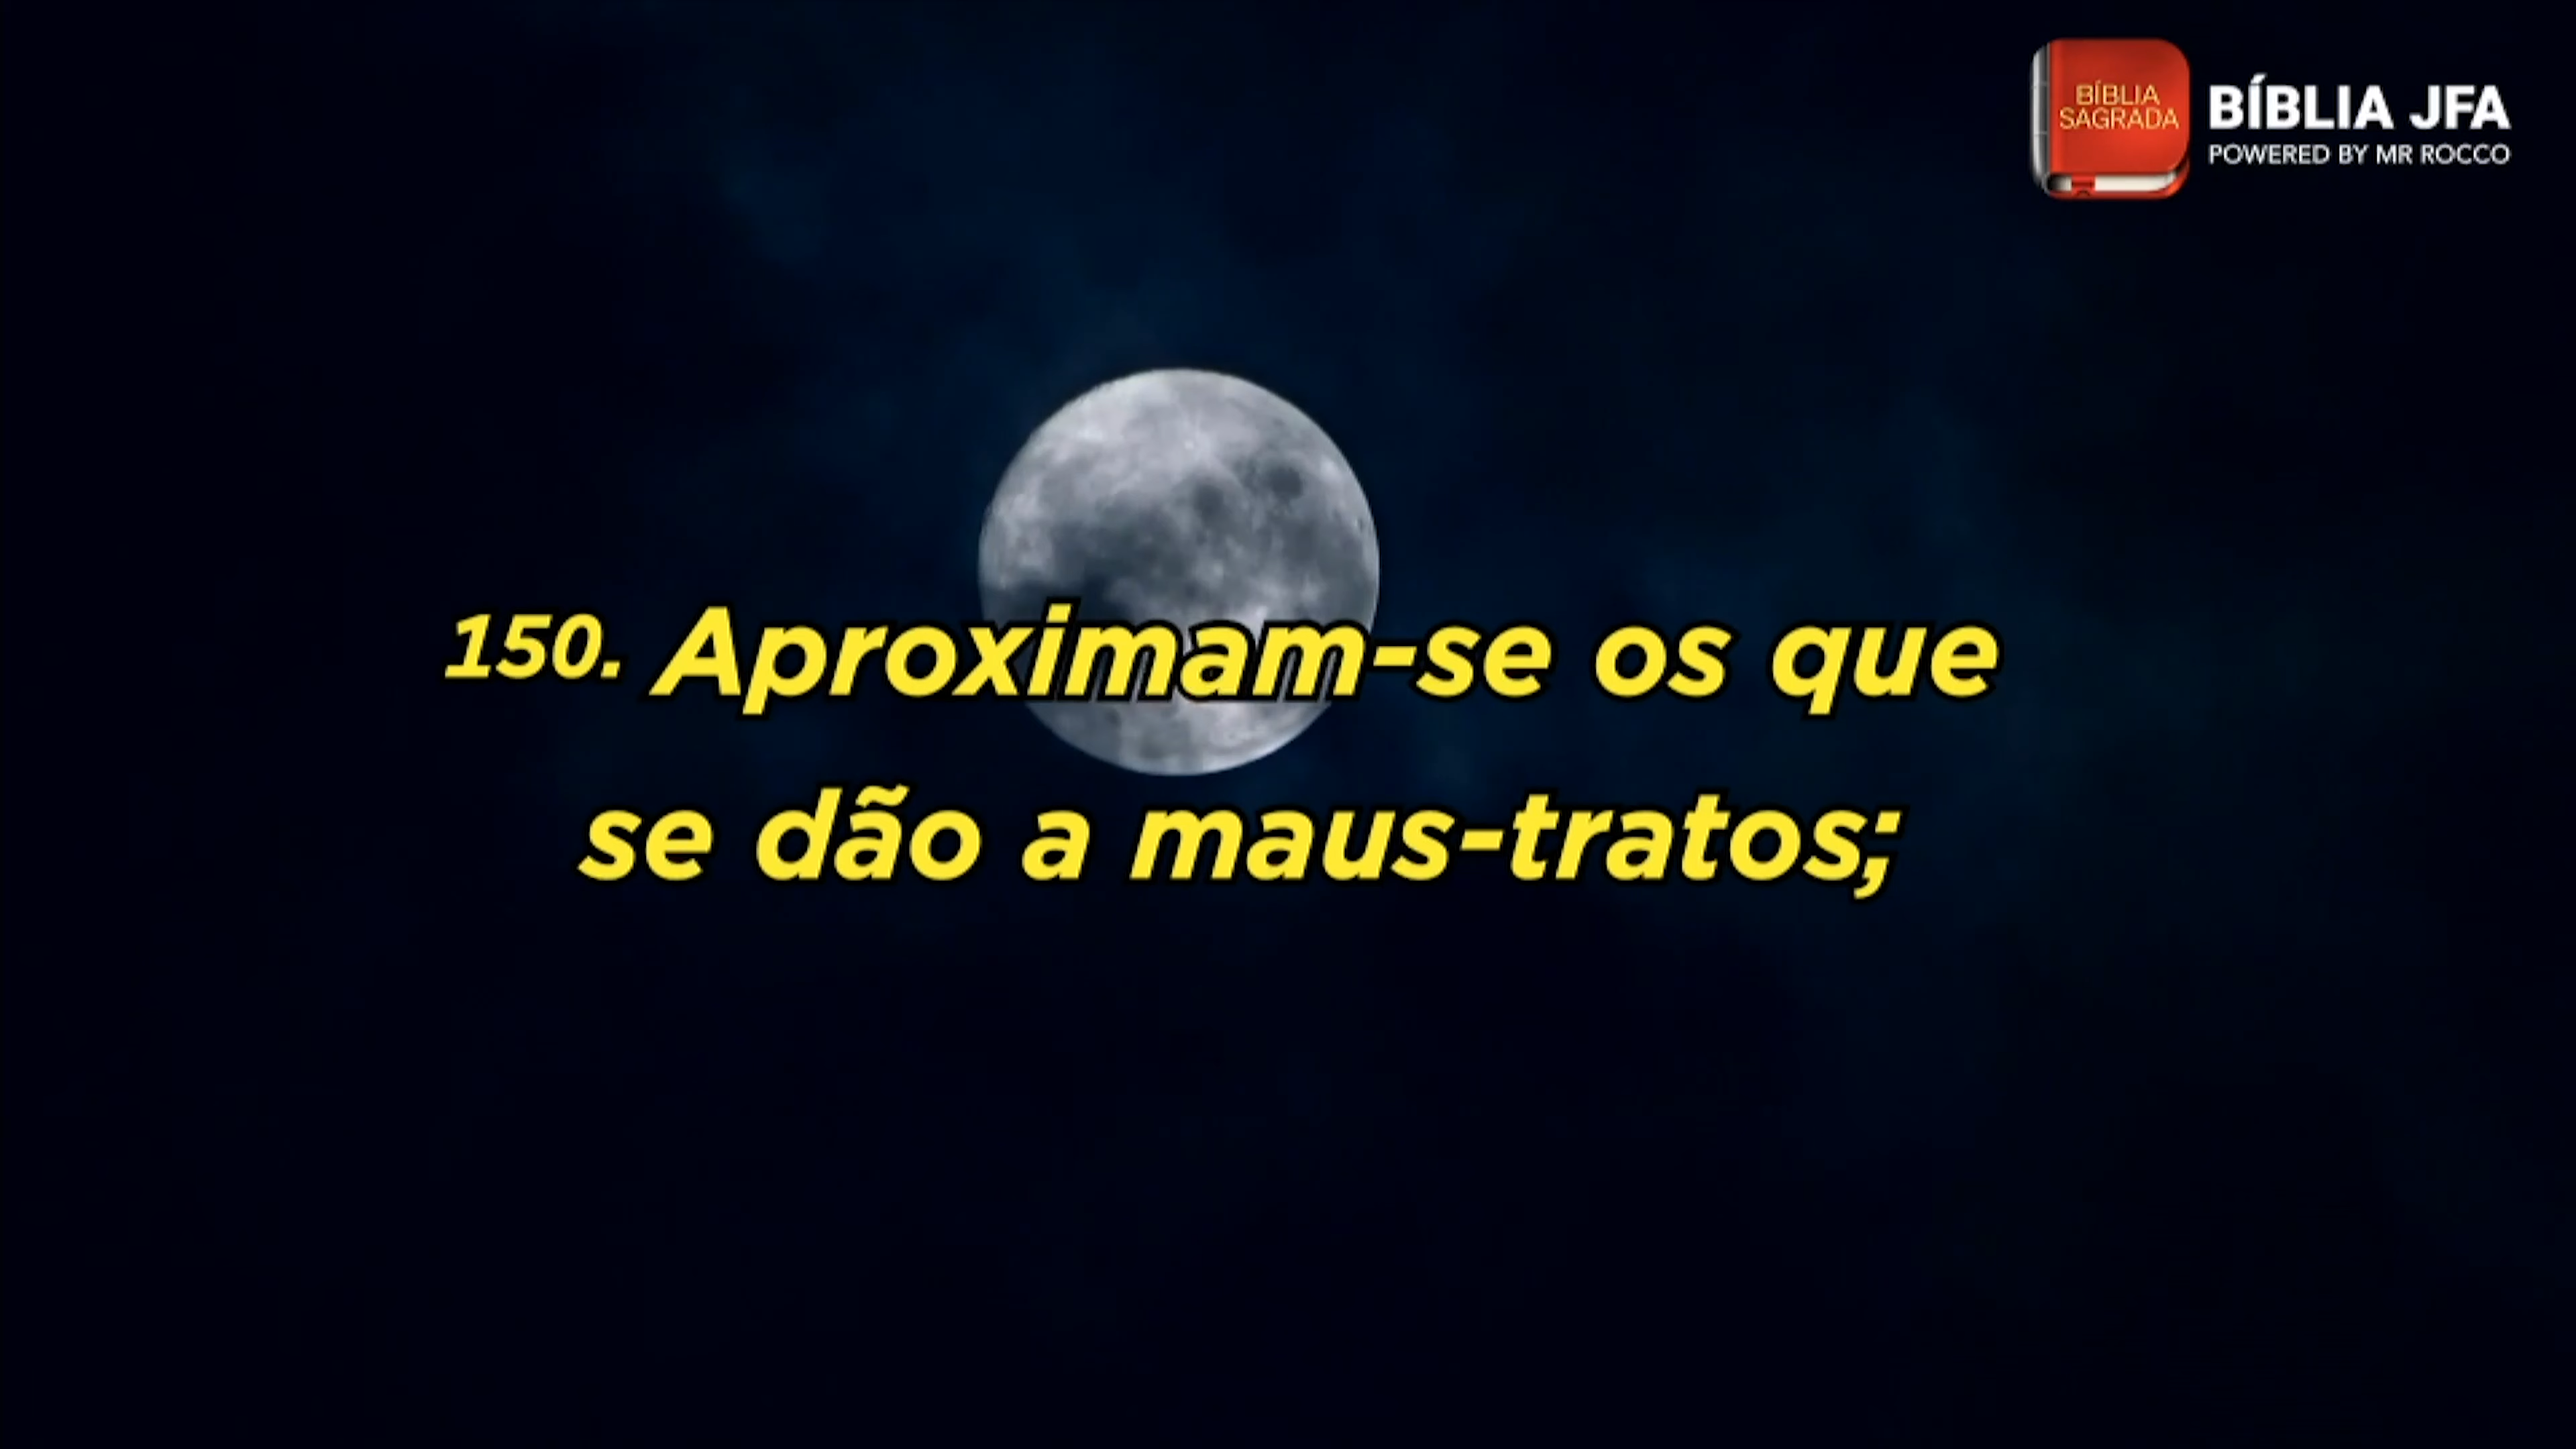 BÍBLIA
SAGRADA
BÍBLIA JFA
POWERED BY MR ROCCO
150. Aproximam-se os que
se dão a maus-tratos;